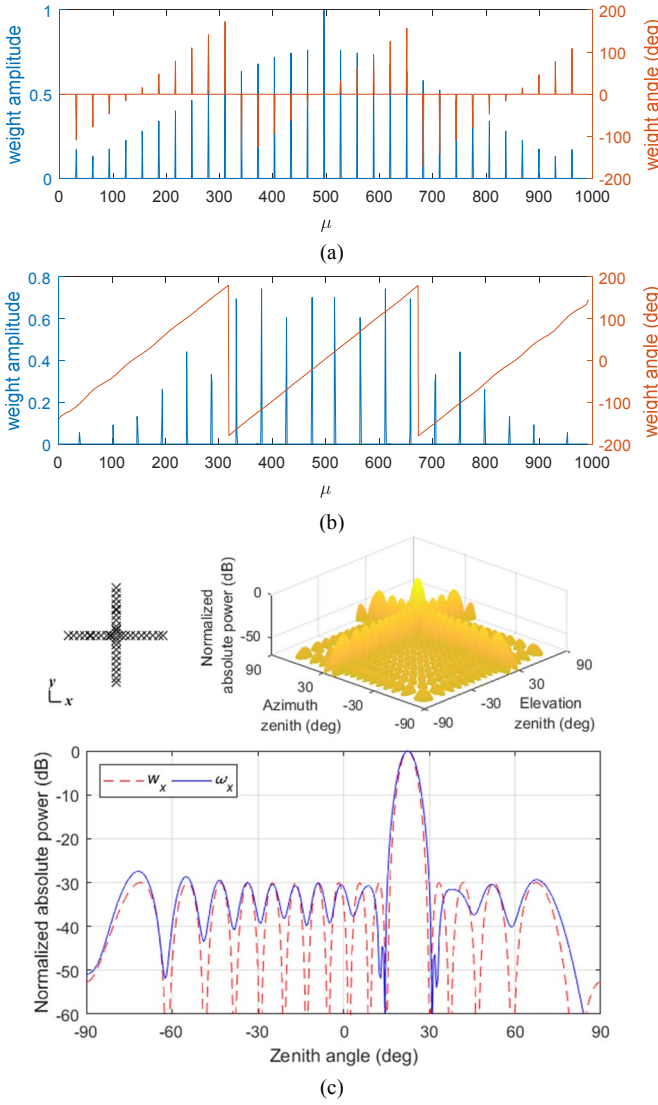 weight amplitude
1
0.5
0
200
100
0
-100
-200
weight angle (deg)
0 100 200 300 400 500 600 700 800 900 1000
μ
(a)
weight amplitude
0.8
0.6
0.4
0.2
0
200
100
0
-100
-200
weight angle (deg)
0 100 200 300 400 500 600 700 800 900 1000
μ
(b)
y
x
Normalized
absolute power (dB)
0
-50
90
30
-30
-90
Azimuth
zenith (deg)
-90
-30
30
90
Elevation
zenith (deg)
Normalized absolute power (dB)
0
-10
-20
-30
-40
-50
-60
w_x ω_x
-90 -60 -30 0 30 60 90
Zenith angle (deg)
(c)